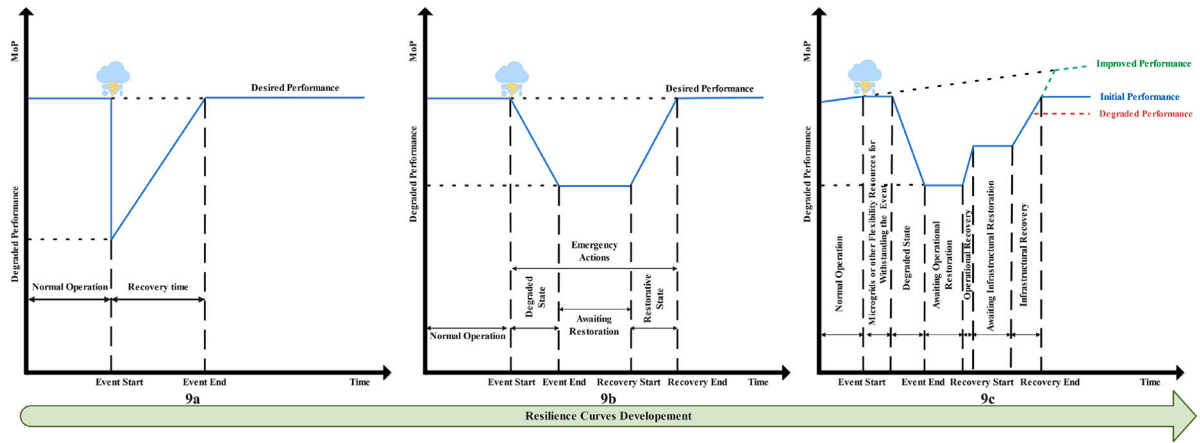 MoP
Degraded Performance
Desired Performance
Normal Operation
Recovery time
Event Start
Event End
Time
9a
MoP
Degraded Performance
Desired Performance
Emergency
Actions
Degraded
State
Awaiting
Restoration
Restorative
State
Normal Operation
Event Start
Event End
Recovery Start
Recovery End
Time
9b
MoP
Degraded Performance
Improved Performance
Initial Performance
Degraded Performance
Normal Operation
Microgrids or other Flexibility Resources for
Withstanding the Event
Degraded State
Awaiting Operational
Restoration
Operational Recovery
Awaiting Infrastructural Restoration
Infrastructural Recovery
Event Start
Event End
Recovery Start
Recovery End
Time
9c
Resilience Curves Developement